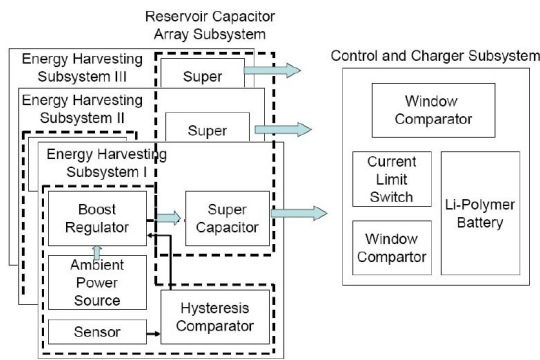 Reservoir Capacitor
Array Subsystem
Energy Harvesting
Subsystem III
Super
Energy Harvesting
Subsystem II
Super
Energy Harvesting
Subsystem I
Boost
Regulator
Super
Capacitor
Ambient
Power
Source
Sensor
Hysteresis
Comparator
Control and Charger Subsystem
Window
Comparator
Current
Limit
Switch
Li-Polymer
Battery
Window
Compartor